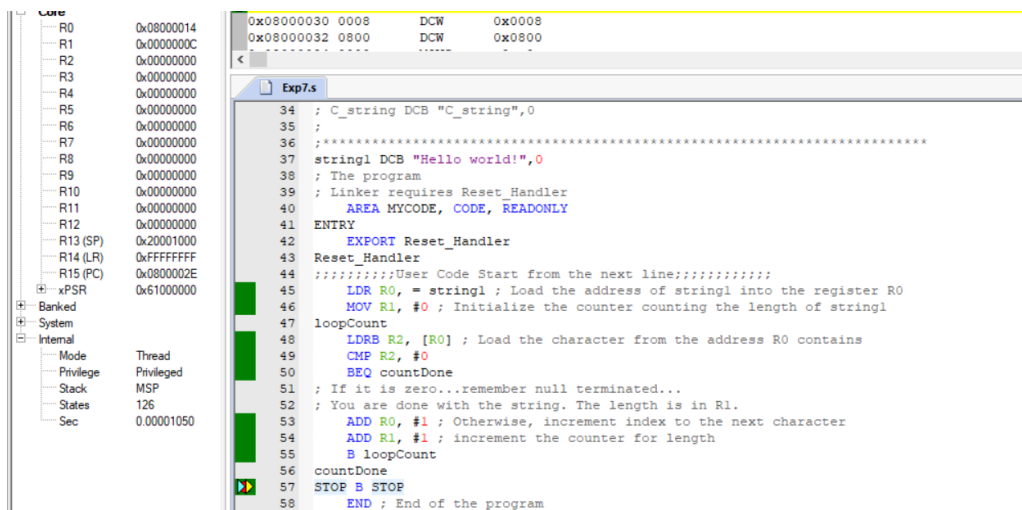 Core
R0 0x08000014
R1 0x0000000C
R2 0x00000000
R3 0x00000000
R4 0x00000000
R5 0x00000000
R6 0x00000000
R7 0x00000000
R8 0x00000000
R9 0x00000000
R10 0x00000000
R11 0x00000000
R12 0x00000000
R13 (SP) 0x20001000
R14 (LR) 0xFFFFFFFF
R15 (PC) 0x0800002E
xPSR 0x61000000
Banked
System
Internal
Mode Thread
Privilege Privileged
Stack MSP
States 126
Sec 0.00001050
0x08000030 0008 DCW 0x0008
0x08000032 0800 DCW 0x0800
Exp7.s
34 ; C_string DCB "C_string",0
35 ;
36 ;******************************************************************************
37 string1 DCB "Hello world!",0
38 ; The program
39 ; Linker requires Reset_Handler
40 AREA MYCODE, CODE, READONLY
41 ENTRY
42 EXPORT Reset_Handler
43 Reset_Handler
44 ;;;;;;;;;;User Code Start from the next line;;;;;;;;;;;;
45 LDR R0, = string1 ; Load the address of string1 into the register R0
46 MOV R1, #0 ; Initialize the counter counting the length of string1
47 loopCount
48 LDRB R2, [R0] ; Load the character from the address R0 contains
49 CMP R2, #0
50 BEQ countDone
51 ; If it is zero...remember null terminated...
52 ; You are done with the string. The length is in R1.
53 ADD R0, #1 ; Otherwise, increment index to the next character
54 ADD R1, #1 ; increment the counter for length
55 B loopCount
56 countDone
57 STOP B STOP
58 END ; End of the program